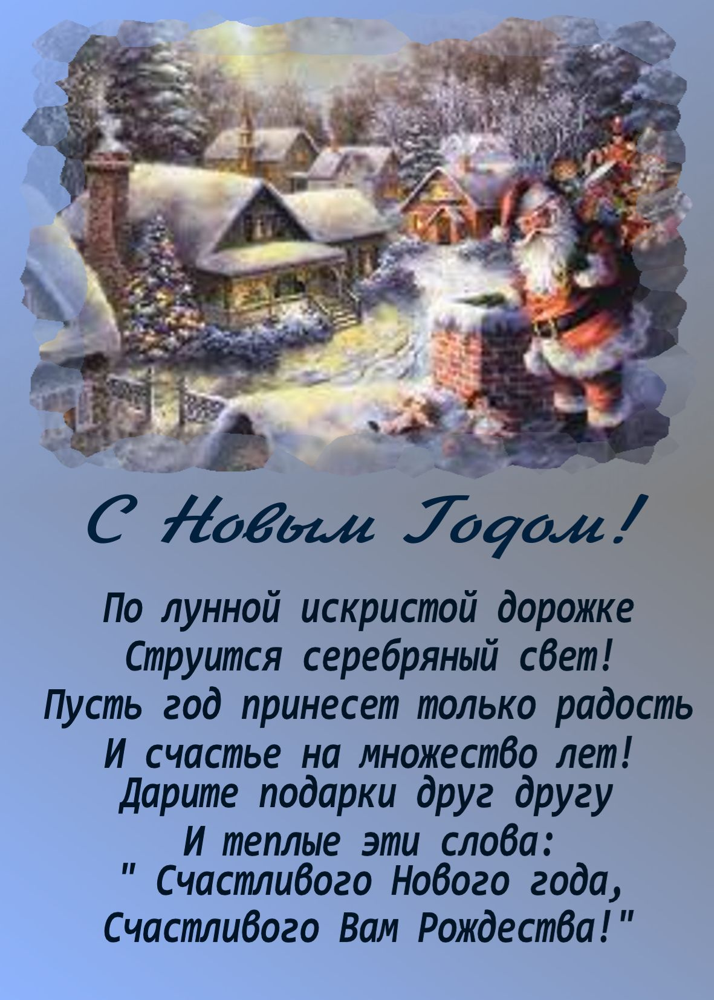 С Новым Годом!
По лунной искристой дорожке
Струится серебряный свет!
Пусть год принесет только радость
И счастье на множество лет!
Дарите подарки друг другу
И теплые эти слова:
" Счастливого Нового года,
Счастливого Вам Рождества!"